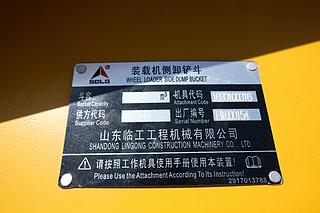 SDLG
装载机侧卸铲斗
WHEEL LOADER SIDE DUMP BUCKET
斗容 m³ 机具代码
Bucket Capacity Attachment Code
供方代码 出厂编号
Supplier Code Serial Number
山东临工工程机械有限公司
SHANDONG LINGONG CONSTRUCTION MACHINERY CO., LTD
请按照工作机具使用手册使用本装置!
Please Use the Attachment According To Its Instruction!
2917013782